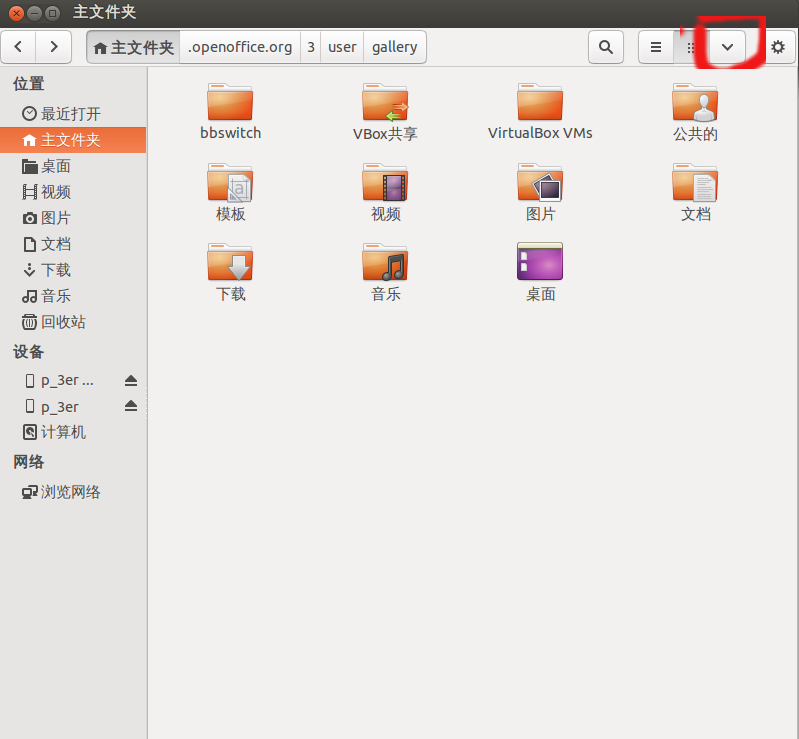 主文件夹
主文件夹 .openoffice.org 3 user gallery
位置
最近打开
主文件夹
桌面
视频
图片
文档
下载
音乐
回收站
设备
p_3er ...
p_3er
计算机
网络
浏览网络
bbswitch VBox共享 VirtualBox VMs 公共的
模板 视频 图片 文档
下载 音乐 桌面